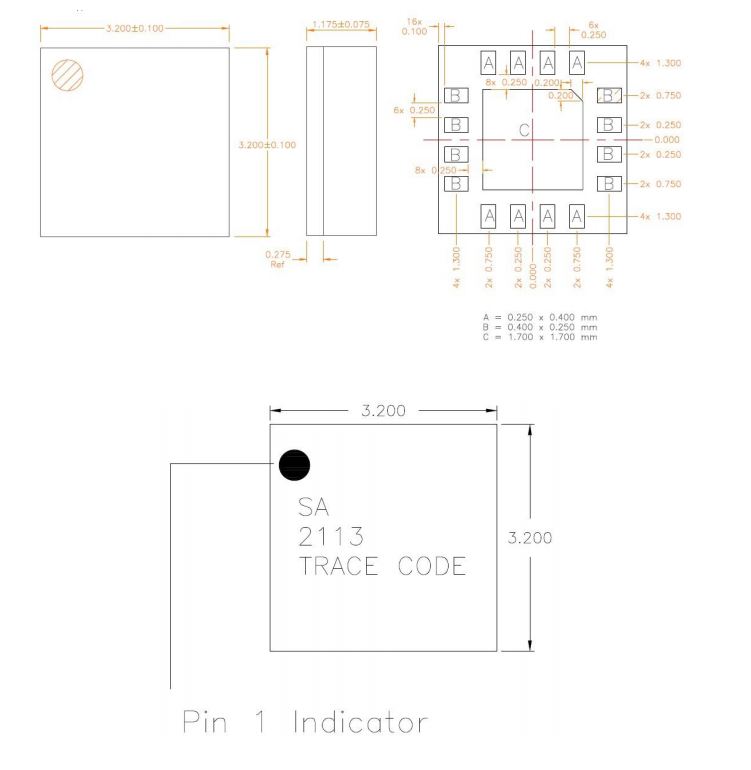 3.200±0.100
1.175±0.075
16x
0.100
6x
0.250
A A A A
4x 1.300
8x 0.250
0.200
0.200
B
B
2x 0.750
6x 0.250
B
B
2x 0.250
C
0.000
3.200±0.100
B
B
2x 0.250
8x 0.250
B
B
2x 0.750
A A A A
4x 1.300
0.275
Ref
4x 1.300
2x 0.750
2x 0.250
0.000
2x 0.250
2x 0.750
4x 1.300
A = 0.250 x 0.400 mm
B = 0.400 x 0.250 mm
C = 1.700 x 1.700 mm
3.200
SA
2113
TRACE CODE
3.200
Pin 1 Indicator